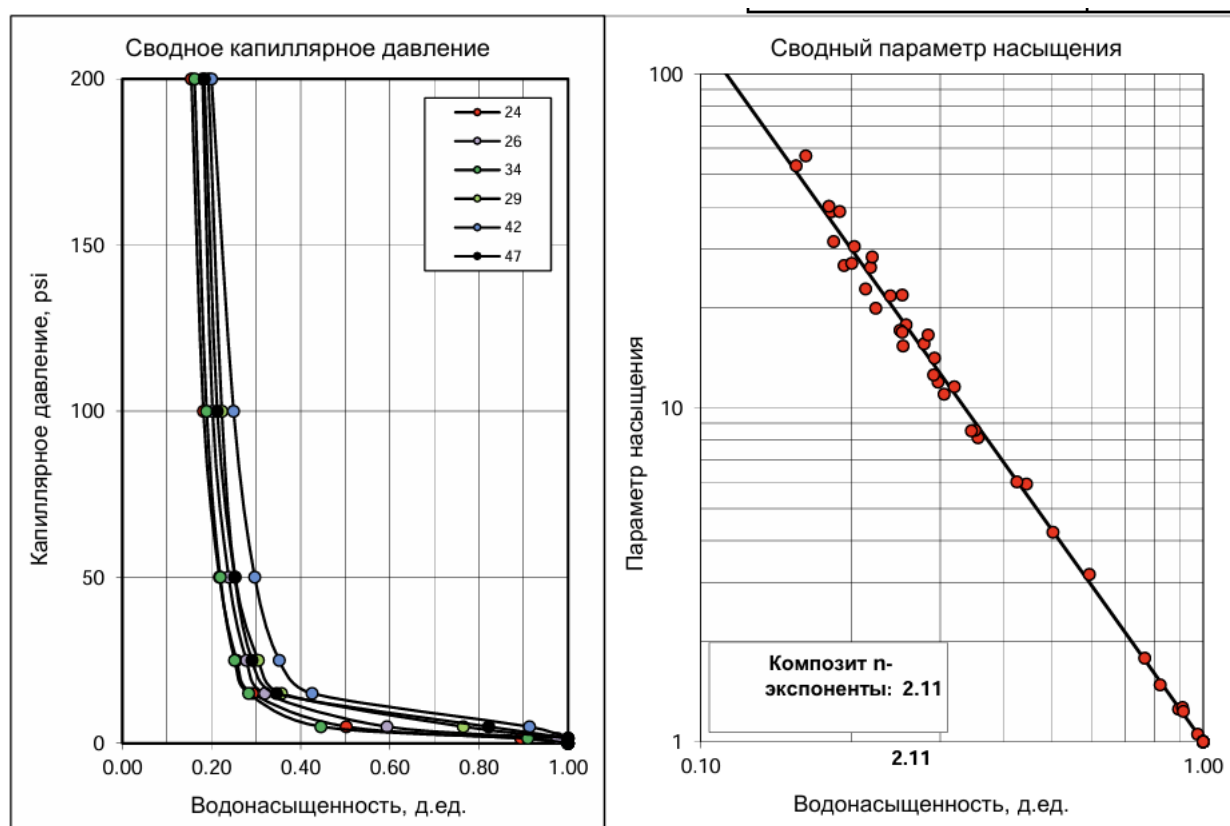 Сводное капиллярное давление
200
150
100
50
0
0.00
0.20
0.40
0.60
0.80
1.00
Капиллярное давление, psi
Водонасыщенность, д.ед.
24
26
34
29
42
47
Сводный параметр насыщения
100
10
1
0.10
1.00
Параметр насыщения
Композит n-
экспоненты: 2.11
2.11
Водонасыщенность, д.ед.